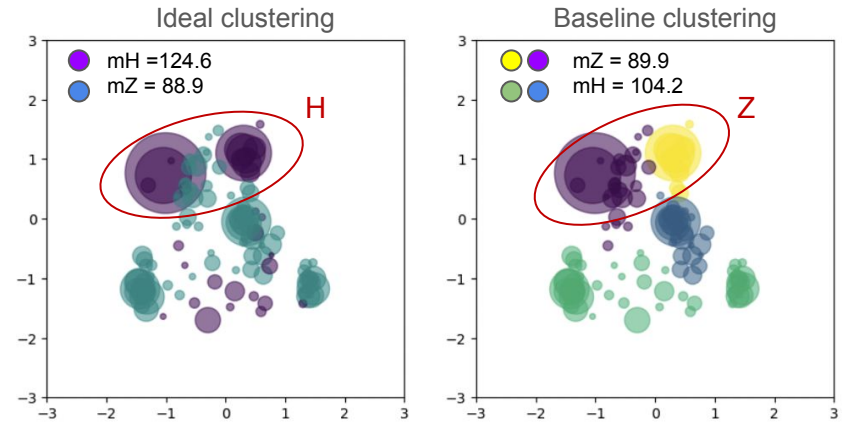 Ideal clustering
mH =124.6
mZ = 88.9
H
3
2
1
0
−1
−2
−3
−3 −2 −1 0 1 2 3
Baseline clustering
mZ = 89.9
mH = 104.2
Z
3
2
1
0
−1
−2
−3
−3 −2 −1 0 1 2 3